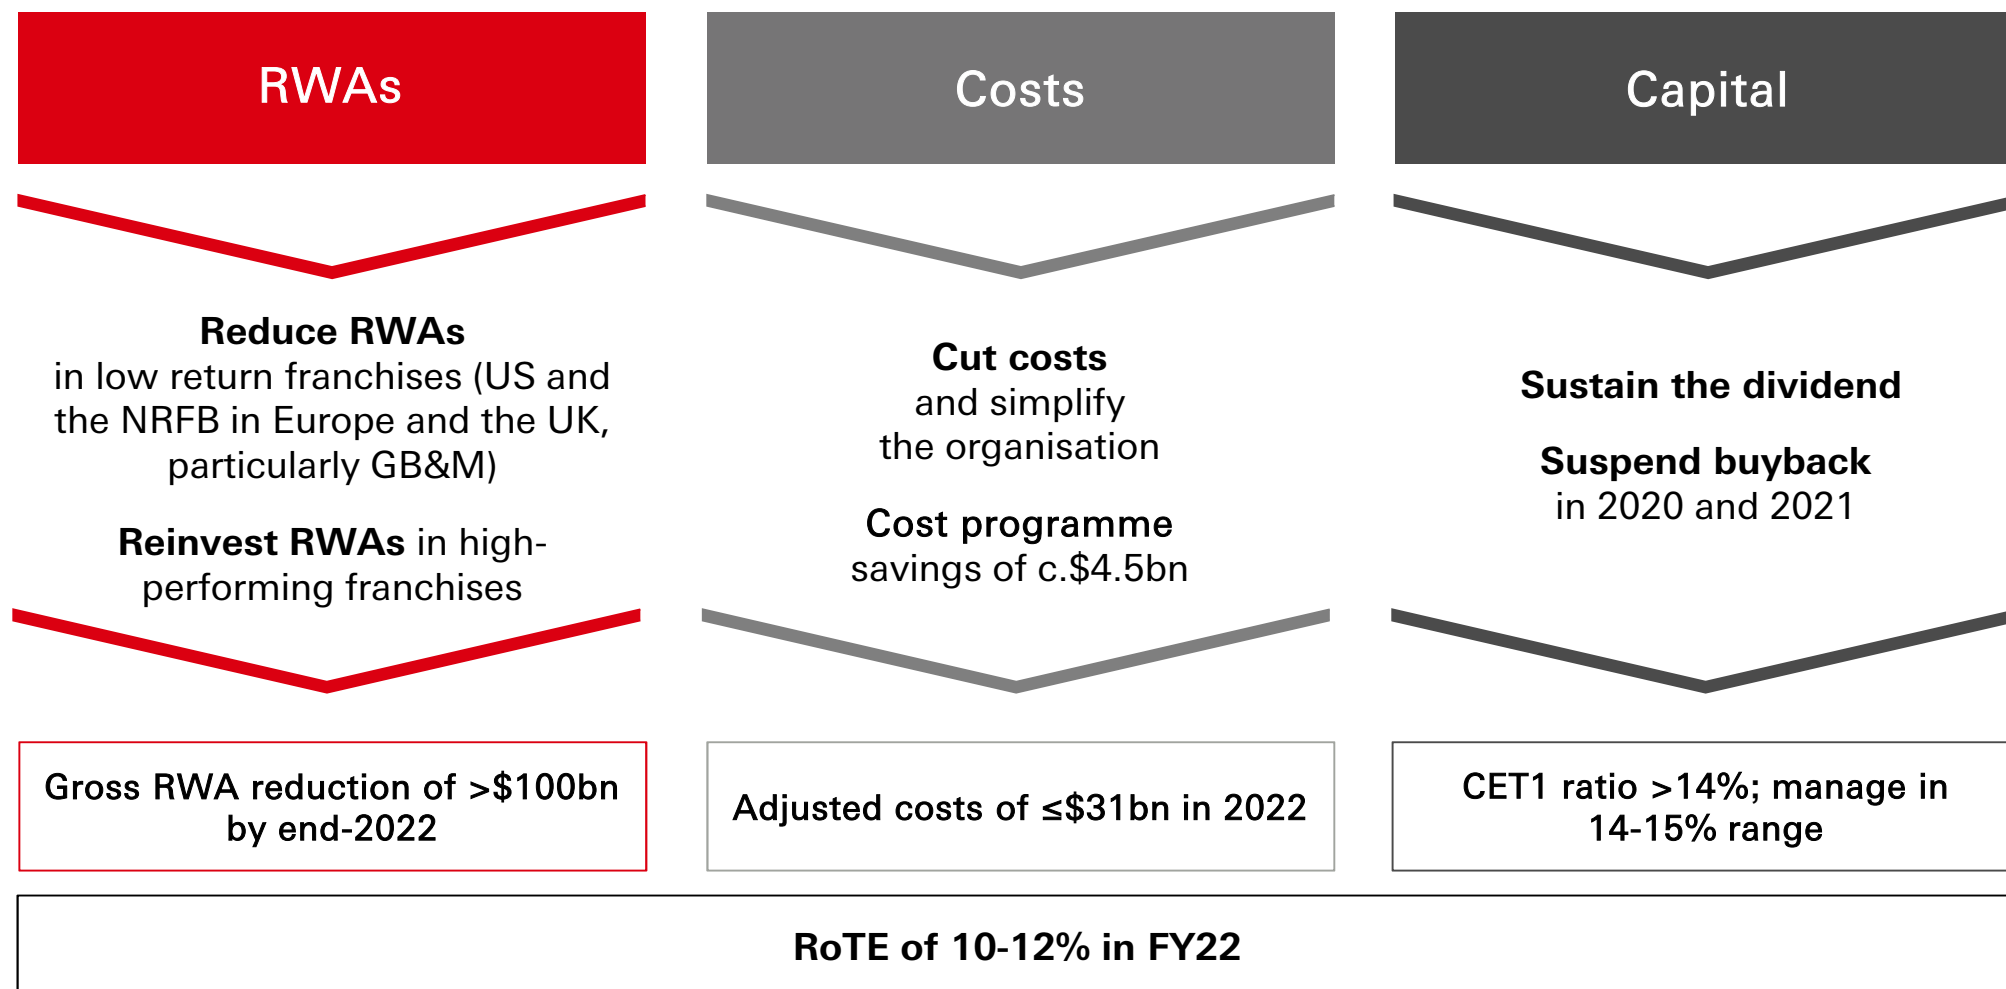 RWAs
Reduce RWAs
in low return franchises (US and
the NRFB in Europe and the UK,
particularly GB&M)
Reinvest RWAs in high-
performing franchises
Gross RWA reduction of >$100bn
by end-2022
Costs
Cut costs
and simplify
the organisation
Cost programme
savings of c.$4.5bn
Adjusted costs of ≤$31bn in 2022
Capital
Sustain the dividend
Suspend buyback
in 2020 and 2021
CET1 ratio >14%; manage in
14-15% range
RoTE of 10-12% in FY22